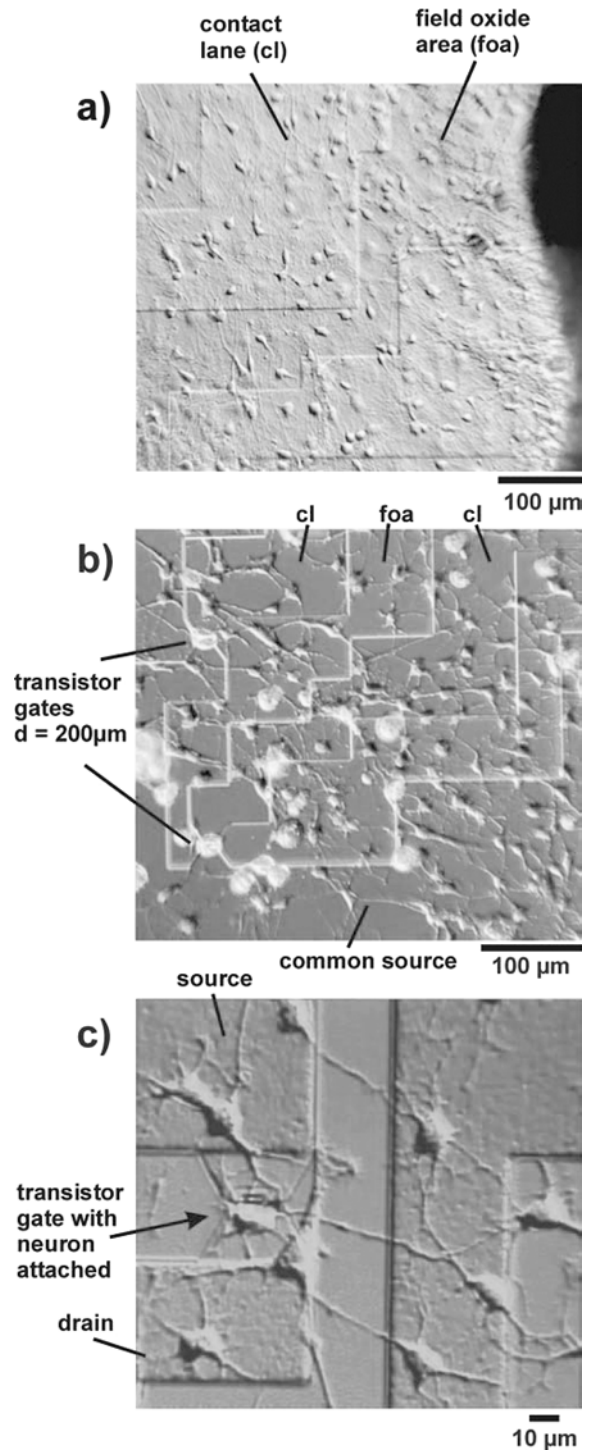 contact
lane (cl)
field oxide
area (foa)
a)
100 µm
b)
cl
foa
cl
transistor
gates
d = 200µm
common source
100 µm
c)
source
transistor
gate with
neuron
attached
drain
10 µm